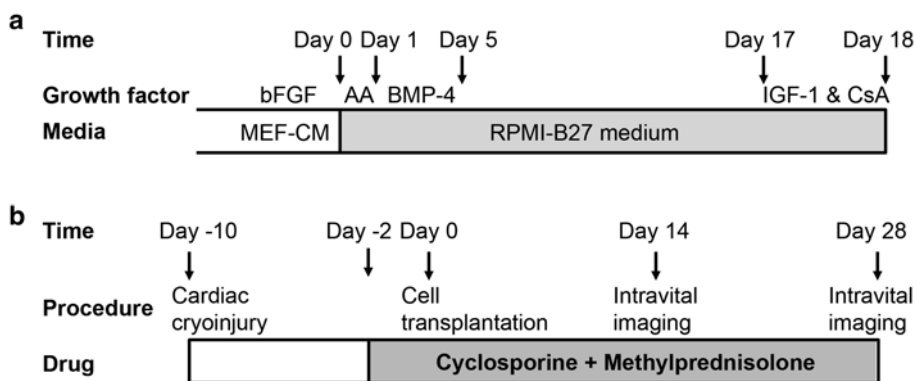 a
Time Day 0 Day 1 Day 5 Day 17 Day 18
Growth factor bFGF AA BMP-4 IGF-1 & CsA
Media MEF-CM RPMI-B27 medium
b
Time Day -10 Day -2 Day 0 Day 14 Day 28
Procedure Cardiac cryoinjury Cell transplantation Intravital imaging Intravital imaging
Drug Cyclosporine + Methylprednisolone